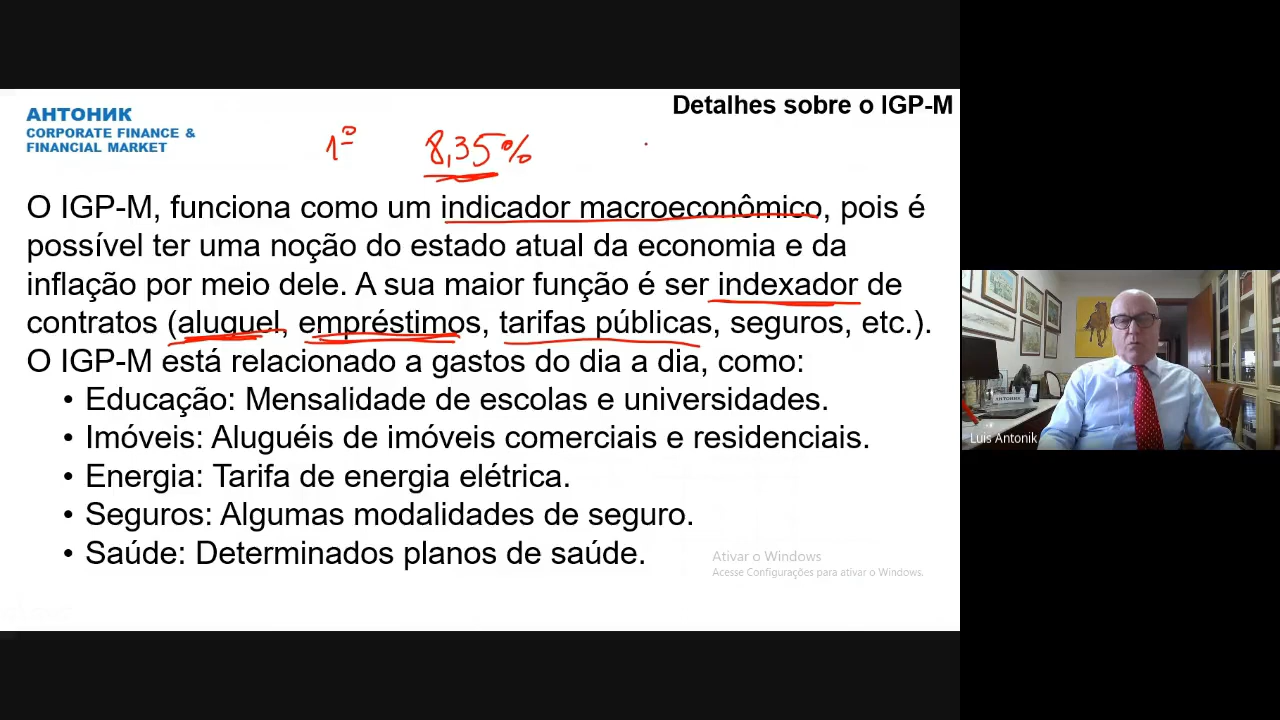 Detalhes sobre o IGP-M
АНТОНИК
CORPORATE FINANCE &
FINANCIAL MARKET
1º 8,35%
O IGP-M, funciona como um indicador macroeconômico, pois é
possível ter uma noção do estado atual da economia e da
inflação por meio dele. A sua maior função é ser indexador de
contratos (aluguel, empréstimos, tarifas públicas, seguros, etc.).
O IGP-M está relacionado a gastos do dia a dia, como:
• Educação: Mensalidade de escolas e universidades.
• Imóveis: Aluguéis de imóveis comerciais e residenciais.
• Energia: Tarifa de energia elétrica.
• Seguros: Algumas modalidades de seguro.
• Saúde: Determinados planos de saúde.
Ativar o Windows
Acesse Configurações para ativar o Windows.
АНТОНИК
Luis Antonik